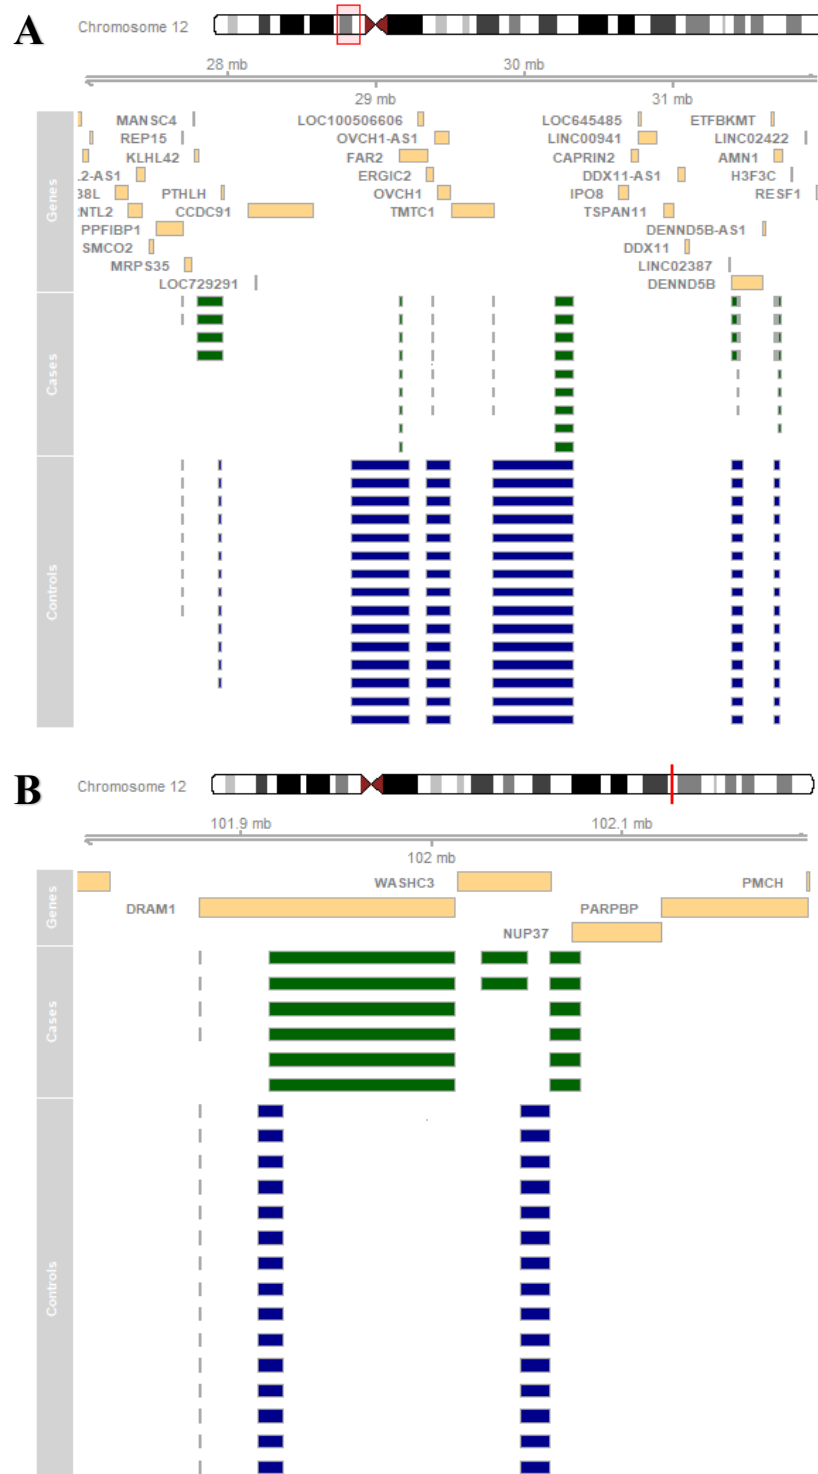 A
Chromosome 12
28 mb
30 mb
29 mb
31 mb
Genes
MANSC4 LOC100506606 LOC645485 ETFBKMT
REP15 OVCH1-AS1 LINC00941 LINC02422
KLHL42 FAR2 CAPRIN2 AMN1
.2-AS1 ERGIC2 DDX11-AS1 H3F3C
38L PTHLH OVCH1 IPO8 RESF1
:NTL2 CCDC91 TMTC1 TSPAN11
PPFIBP1 DENND5B-AS1
SMCO2 DDX11
MRPS35 LINC02387
LOC729291 DENND5B
Cases
Controls
B
Chromosome 12
101.9 mb
102.1 mb
102 mb
Genes
WASHC3 PMCH
DRAM1 PARPBP
NUP37
Cases
Controls